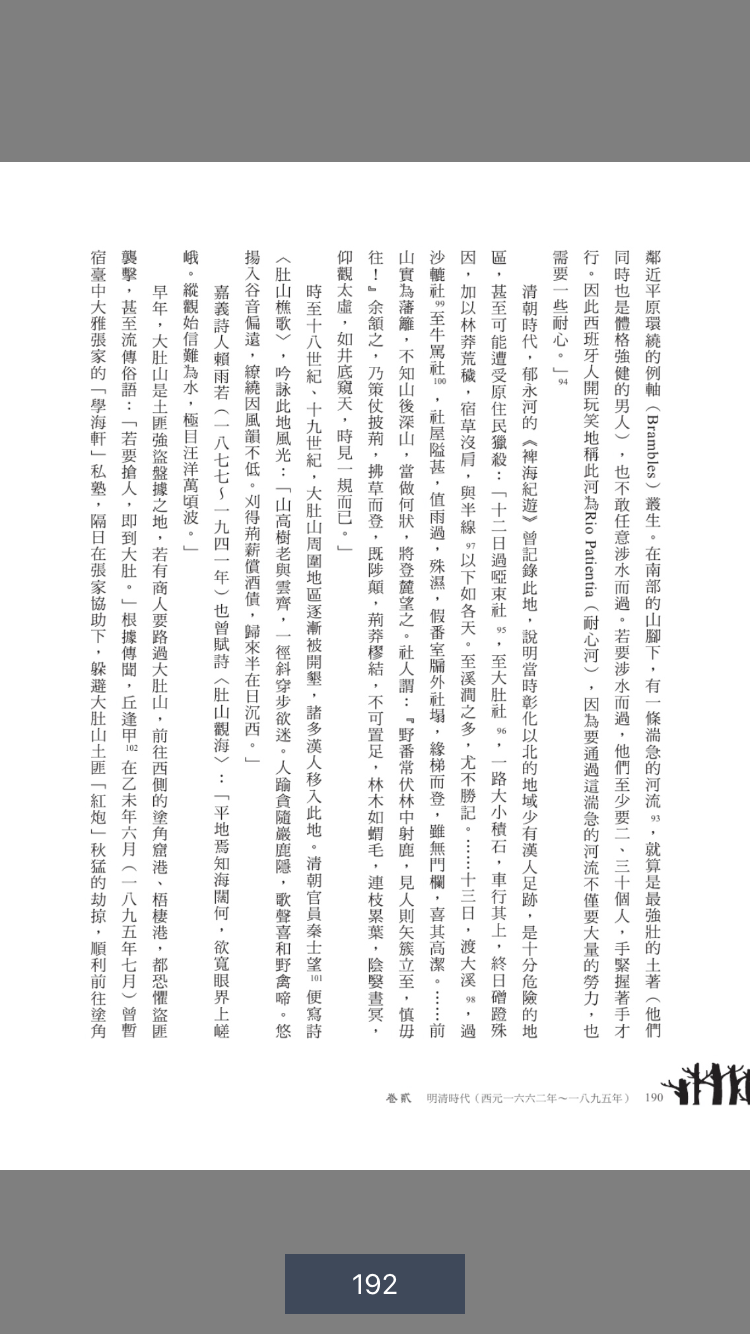 鄰近平原環繞的例軸（Brambles）叢生。在南部的山腳下，有一條湍急的河流93，就算是最強壯的土著（他們
同時也是體格強健的男人），也不敢任意涉水而過。若要涉水而過，他們至少要二、三十個人，手緊握著手才
行。因此西班牙人開玩笑地稱此河為Rio Patientia（耐心河），因為要通過這湍急的河流不僅要大量的勞力，也
需要一些耐心。」94
清朝時代，郁永河的《裨海紀遊》曾記錄此地，說明當時彰化以北的地域少有漢人足跡，是十分危險的地
區，甚至可能遭受原住民獵殺：「十二日過啞束社95，至大肚社96，一路大小積石，車行其上，終日磳蹬殊
因，加以林莽荒穢，宿草沒肩，與半線97以下如各天。至溪澗之多，尤不勝記。……十三日，渡大溪98，過
沙轆社99至牛罵社100，社屋隘甚，值雨過，殊濕，假番室牖外社塌，緣梯而登，雖無門欄，喜其高潔。……前
山實為藩籬，不知山後深山，當做何狀，將登麓望之。社人謂：『野番常伏林中射鹿，見人則矢簇立至，慎毋
往！』余頷之，乃策仗披荊，拂草而登，既陟顛，荊莽樛結，不可置足，林木如蝟毛，連枝累葉，陰翳晝冥，
仰觀太虛，如井底窺天，時見一規而已。」
時至十八世紀、十九世紀，大肚山周圍地區逐漸被開墾，諸多漢人移入此地。清朝官員秦士望101便寫詩
〈肚山樵歌〉，吟詠此地風光：「山高樹老與雲齊，一徑斜穿步欲迷。人踰貪隨巖鹿隱，歌聲喜和野禽啼。悠
揚入谷音偏遠，繚繞因風韻不低。刈得荊薪償酒債，歸來半在日沉西。」
嘉義詩人賴雨若（一八七七～一九四一年）也曾賦詩〈肚山觀海〉：「平地焉知海闊何，欲寬眼界上嵯
峨。縱觀始信難為水，極目汪洋萬頃波。」
早年，大肚山是土匪強盜盤據之地，若有商人要路過大肚山，前往西側的塗角窟港、梧棲港，都恐懼盜匪
襲擊，甚至流傳俗語：「若要搶人，即到大肚。」根據傳聞，丘逢甲102在乙未年六月（一八九五年七月）曾暫
宿臺中大雅張家的「學海軒」私塾，隔日在張家協助下，躲避大肚山土匪「紅炮」秋猛的劫掠，順利前往塗角
卷貳 明清時代（西元一六六二年～一八九五年） 190
192